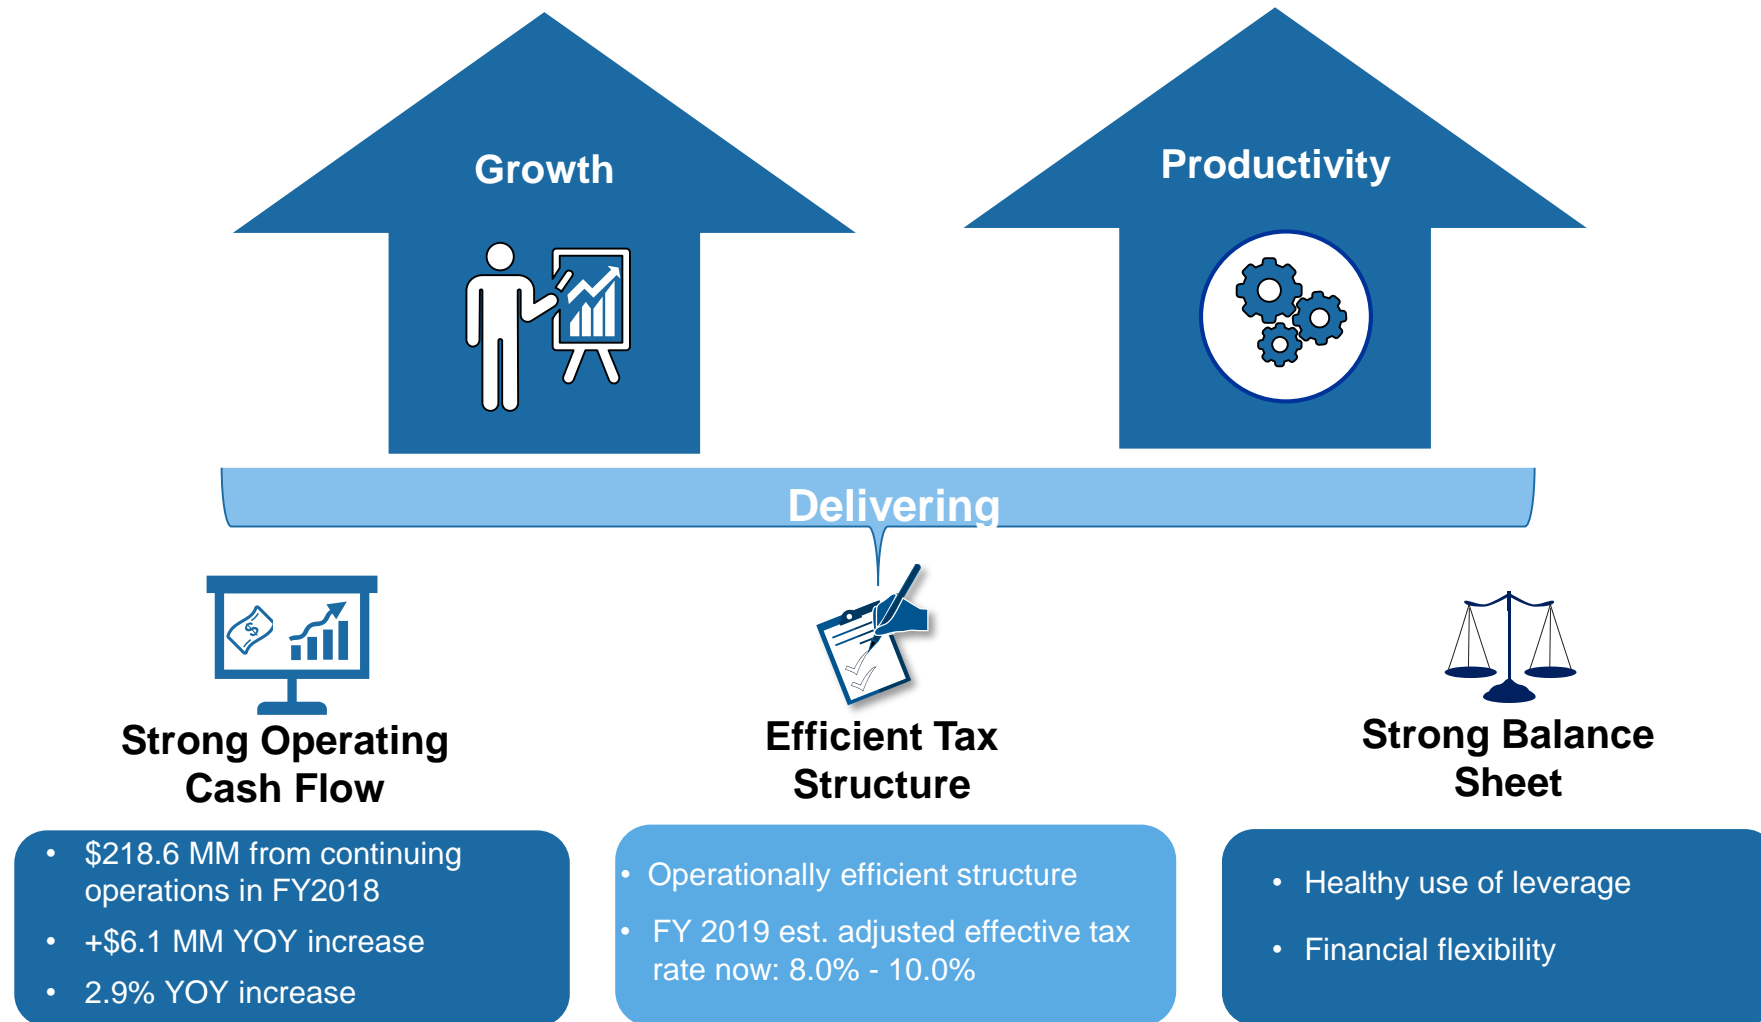 Growth
Productivity
Delivering
$
Strong Operating
Cash Flow
• $218.6 MM from continuing
operations in FY2018
• +$6.1 MM YOY increase
• 2.9% YOY increase
Efficient Tax
Structure
• Operationally efficient structure
• FY 2019 est. adjusted effective tax
rate now: 8.0% - 10.0%
Strong Balance
Sheet
• Healthy use of leverage
• Financial flexibility